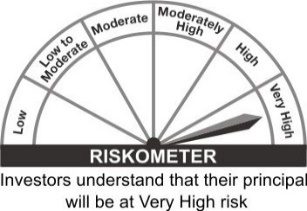 Low
Low to
Moderate
Moderate
Moderately
High
High
Very High
RISKOMETER
Investors understand that their principal
will be at Very High risk